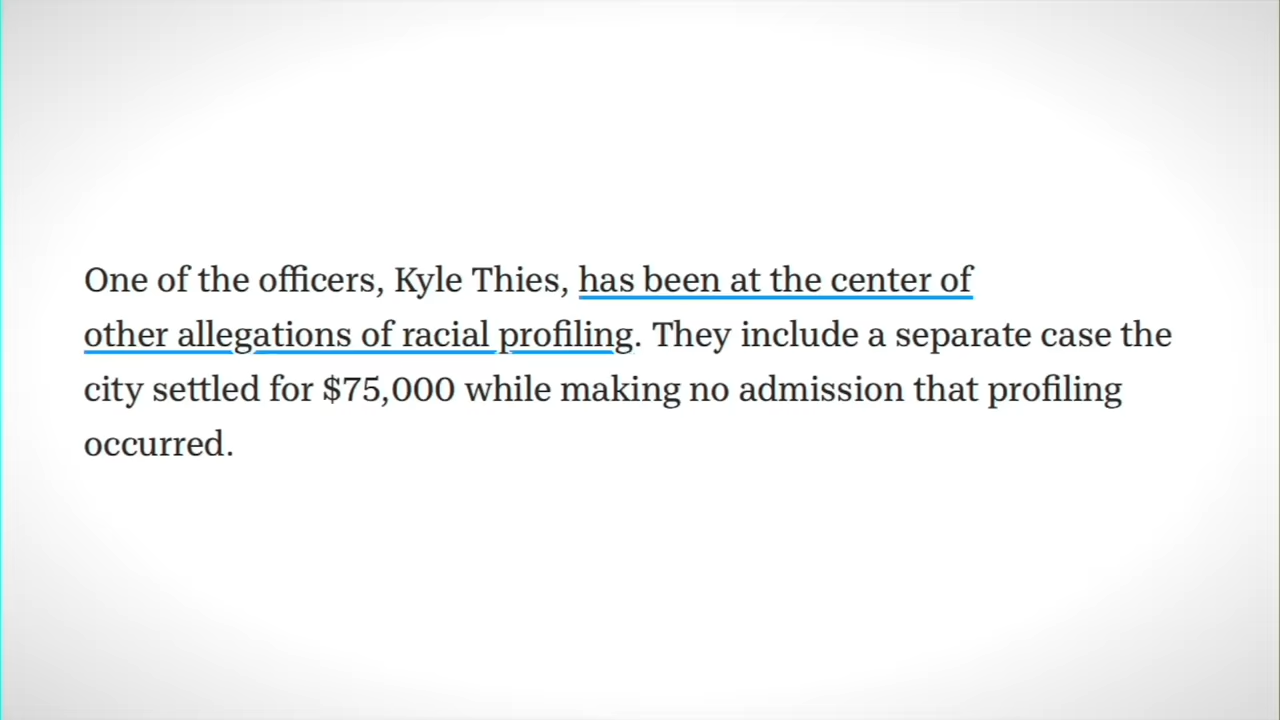 One of the officers, Kyle Thies, has been at the center of
other allegations of racial profiling. They include a separate case the
city settled for $75,000 while making no admission that profiling
occurred.